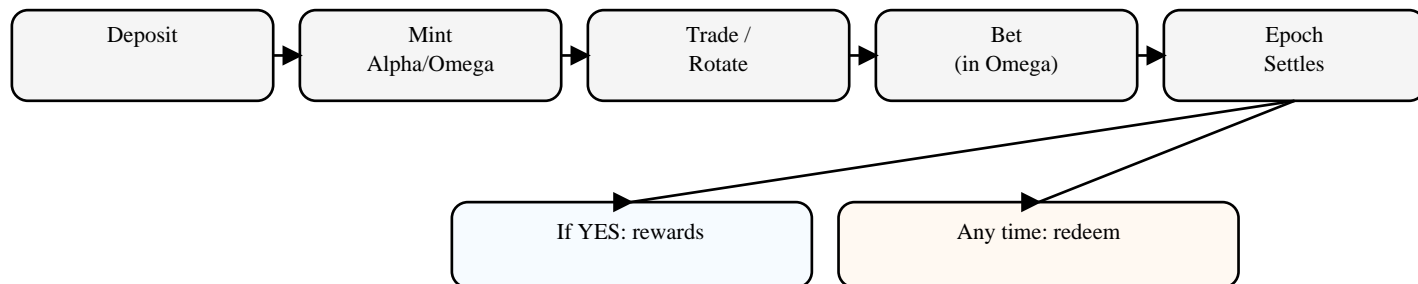 Deposit
Mint
Alpha/Omega
Trade /
Rotate
Bet
(in Omega)
Epoch
Settles
If YES: rewards
Any time: redeem